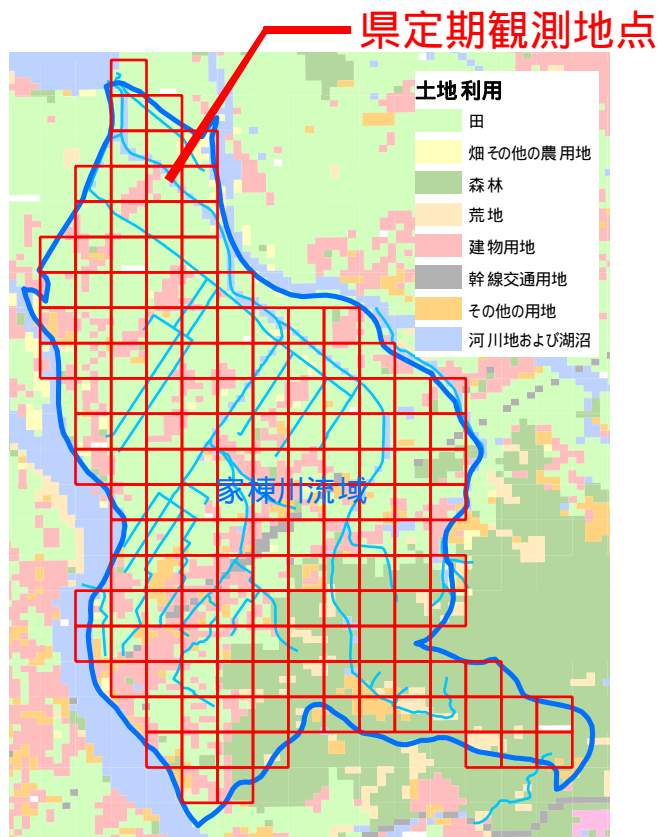 県定期観測地点
土地利用
田
畑その他の農用地
森林
荒地
建物用地
幹線交通用地
その他の用地
河川地および湖沼
家棟川流域